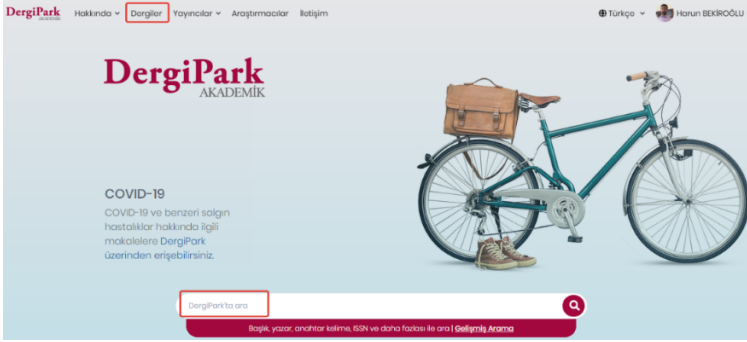 DergiPark AKADEMİK Hakkında Dergiler Yayıncılar Araştırmacılar İletişim Türkçe Harun BEKİROĞLU
DergiPark
AKADEMİK
COVID-19
COVID-19 ve benzeri salgın
hastalıklar hakkında ilgili
makalelere DergiPark
üzerinden erişebilirsiniz.
DergiPark'ta ara
Başlık, yazar, anahtar kelime, ISSN ve daha fazlası ile ara | Gelişmiş Arama